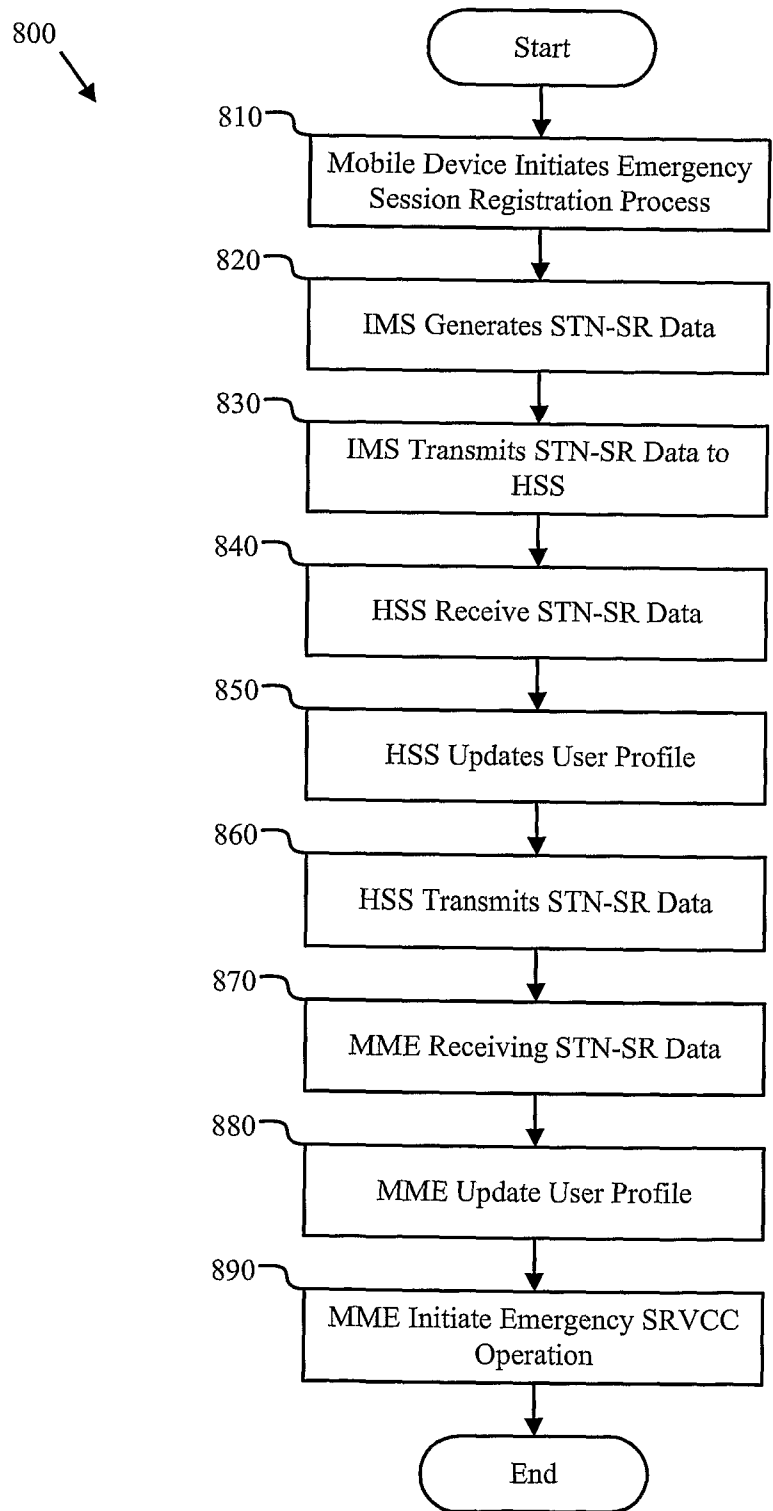 800
Start
810
Mobile Device Initiates Emergency
Session Registration Process
820
IMS Generates STN-SR Data
830
IMS Transmits STN-SR Data to
HSS
840
HSS Receive STN-SR Data
850
HSS Updates User Profile
860
HSS Transmits STN-SR Data
870
MME Receiving STN-SR Data
880
MME Update User Profile
890
MME Initiate Emergency SRVCC
Operation
End